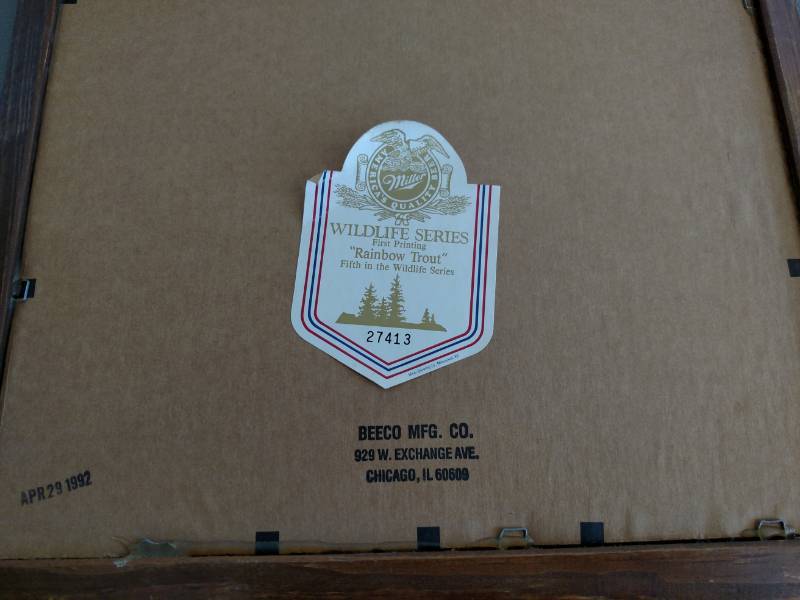 AMERICA'S QUALITY BEER
Miller
WILDLIFE SERIES
First Printing
"Rainbow Trout"
Fifth in the Wildlife Series
27413
BEECO MFG. CO.
929 W. EXCHANGE AVE.
CHICAGO, IL 60609
APR 29 1992